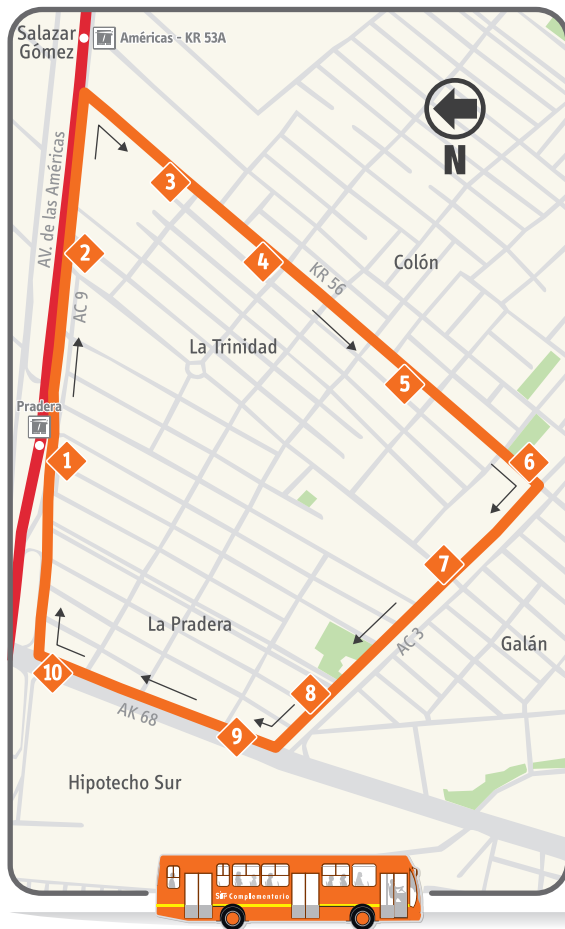 Salazar
Gómez
Américas - KR 53A
N
AV. de las Américas
3
2
4
KR 56
Colón
AC 9
La Trinidad
5
Pradera
1
6
7
La Pradera
AC 3
Galán
10
8
AK 68
9
Hipotecho Sur
SITP Complementario